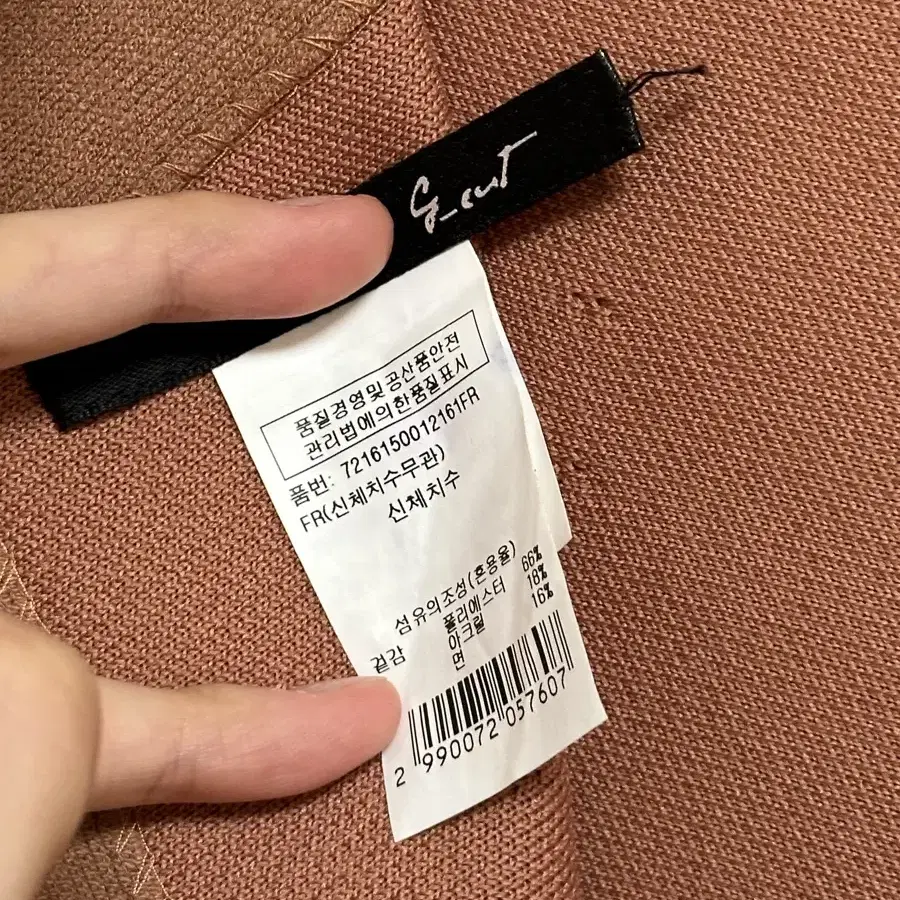 g_cut
품질경영및 공산품안전
관리법에의한품질표시
품번: 7216150012161FR
FR(신체치수무관)
신체치수
섬유의조성(혼용율)
겉감 폴리에스터 66%
아크릴 18%
면 16%
2 990072 057607